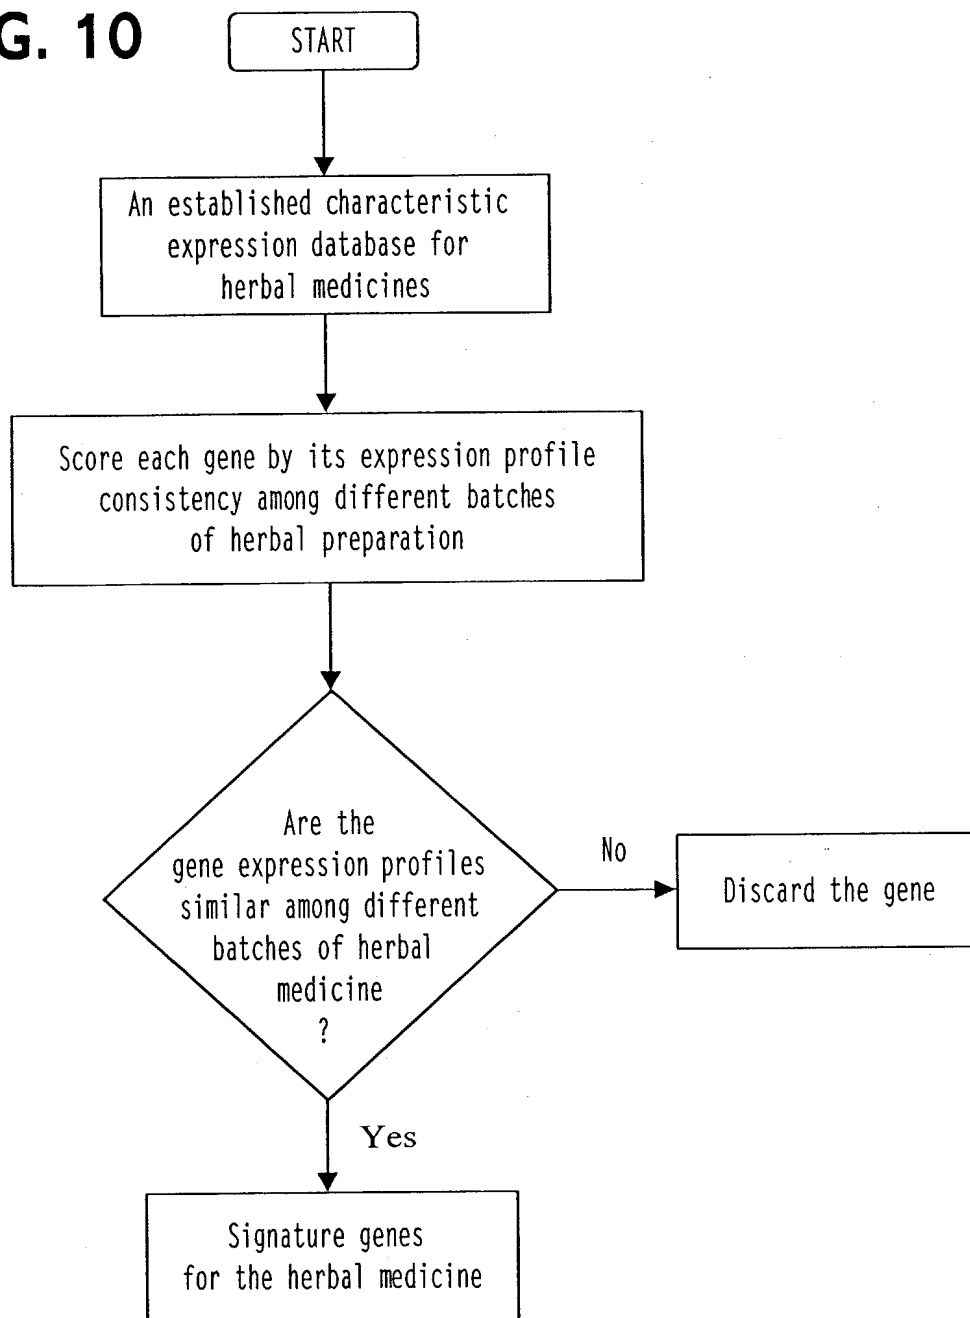 G. 10
START
An established characteristic
expression database for
herbal medicines
Score each gene by its expression profile
consistency among different batches
of herbal preparation
Are the
gene expression profiles
similar among different
batches of herbal
medicine
?
No
Discard the gene
Yes
Signature genes
for the herbal medicine